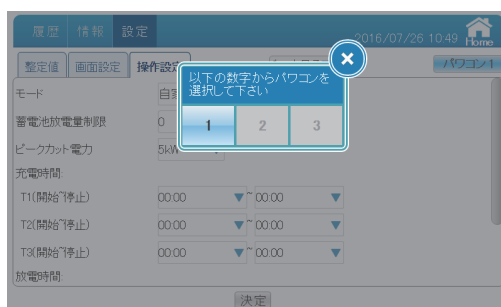 履歴 情報 設定
2016/07/26 10:49 Home
整定値 画面設定 操作設定 パワコン1
以下の数字からパワコンを
選択して下さい
1 2 3
モード
蓄電池放電量制限 0
ピークカット電力 5kW
充電時間:
T1(開始~停止) 00:00 ~ 00:00
T2(開始~停止) 00:00 ~ 00:00
T3(開始~停止) 00:00 ~ 00:00
放電時間:
決定